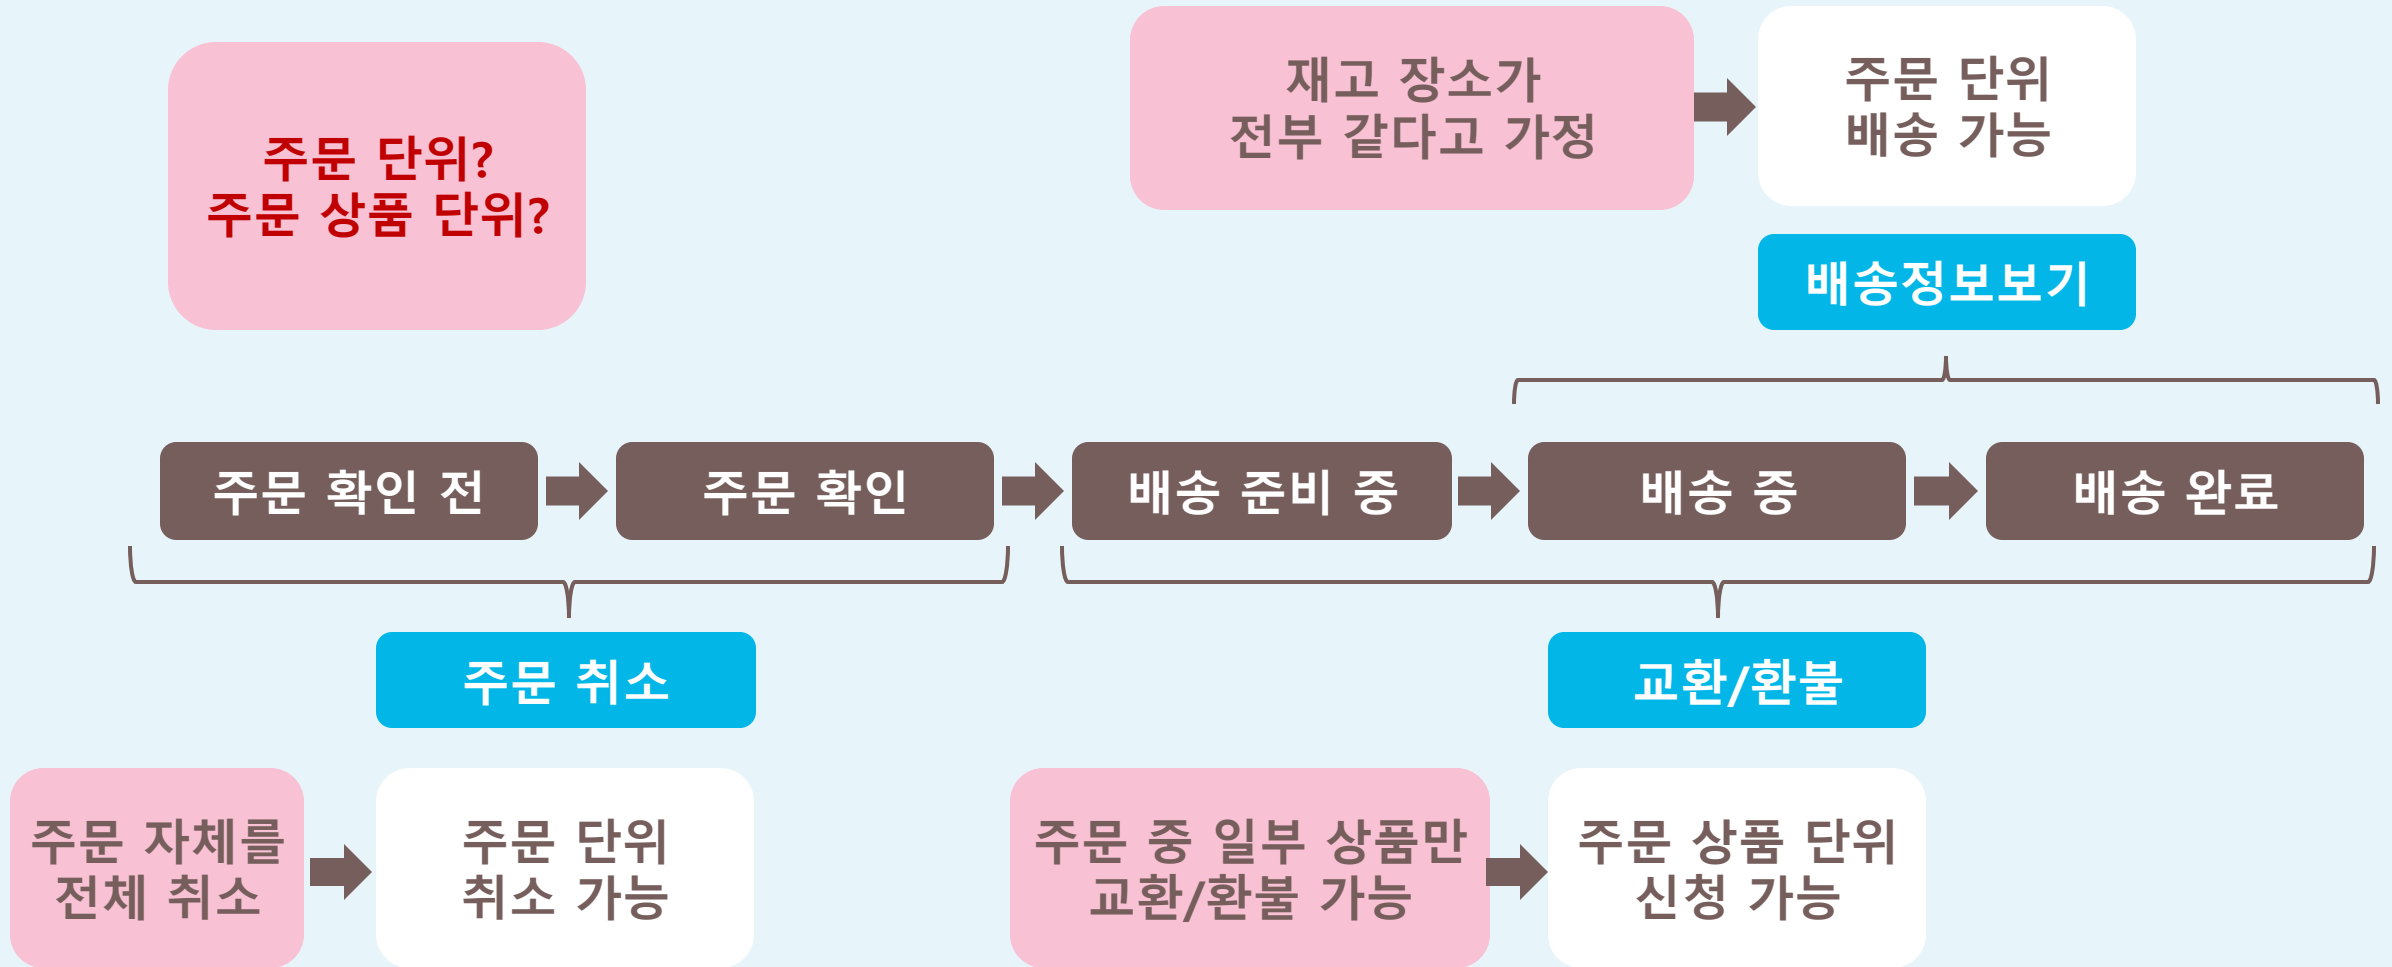 주문 단위?
주문 상품 단위?
재고 장소가
전부 같다고 가정
주문 단위
배송 가능
배송정보보기
주문 확인 전
주문 확인
배송 준비 중
배송 중
배송 완료
주문 취소
교환/환불
주문 자체를
전체 취소
주문 단위
취소 가능
주문 중 일부 상품만
교환/환불 가능
주문 상품 단위
신청 가능